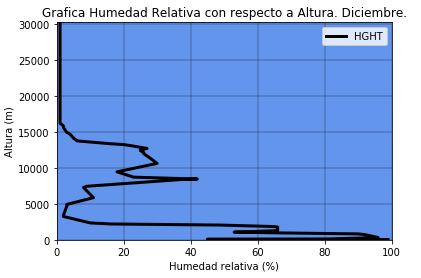 Grafica Humedad Relativa con respecto a Altura. Diciembre.
HGHT
Altura (m)
30000
25000
20000
15000
10000
5000
0
0 20 40 60 80 100
Humedad relativa (%)